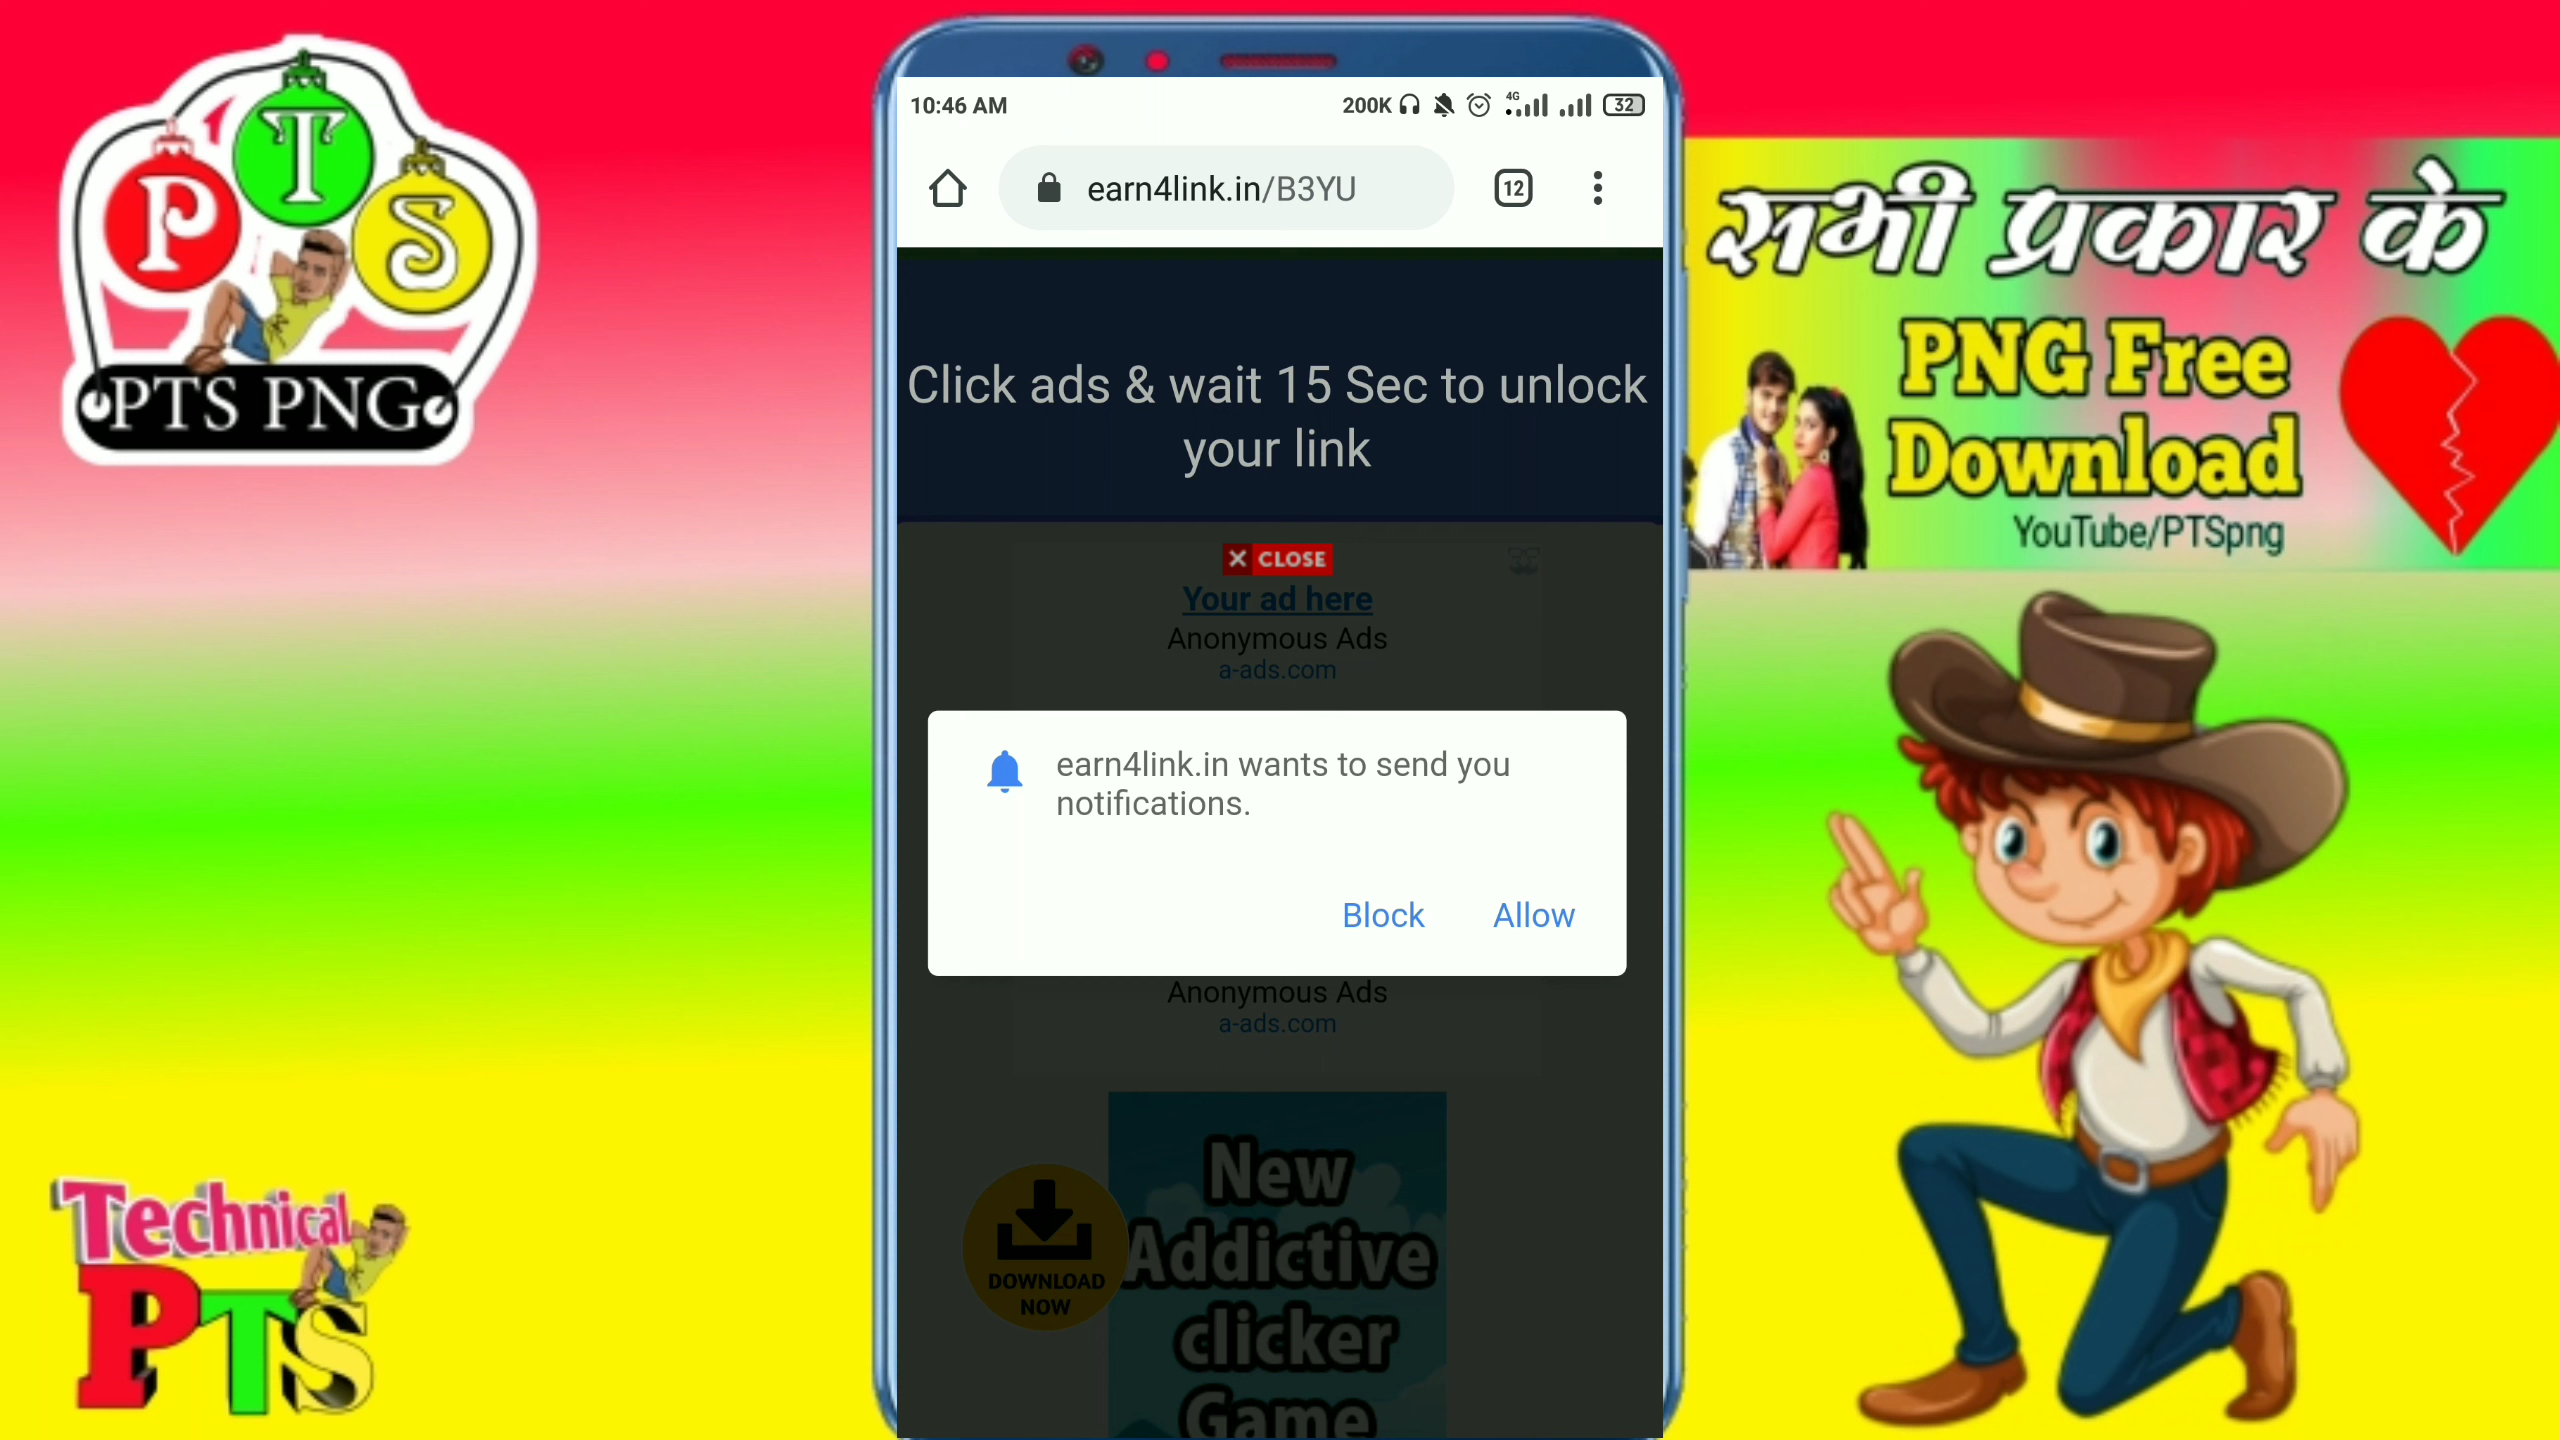 P T S
PTS PNG
10:46 AM
200K 4G 32
earn4link.in/B3YU
12
Click ads & wait 15 Sec to unlock
your link
CLOSE
Your ad here
Anonymous Ads
a-ads.com
earn4link.in wants to send you
notifications.
Block Allow
Anonymous Ads
a-ads.com
DOWNLOAD
NOW
New
Addictive
clicker
Game
सभी प्रकार के
PNG Free
Download
YouTube/PTSpng
Technical
PTS